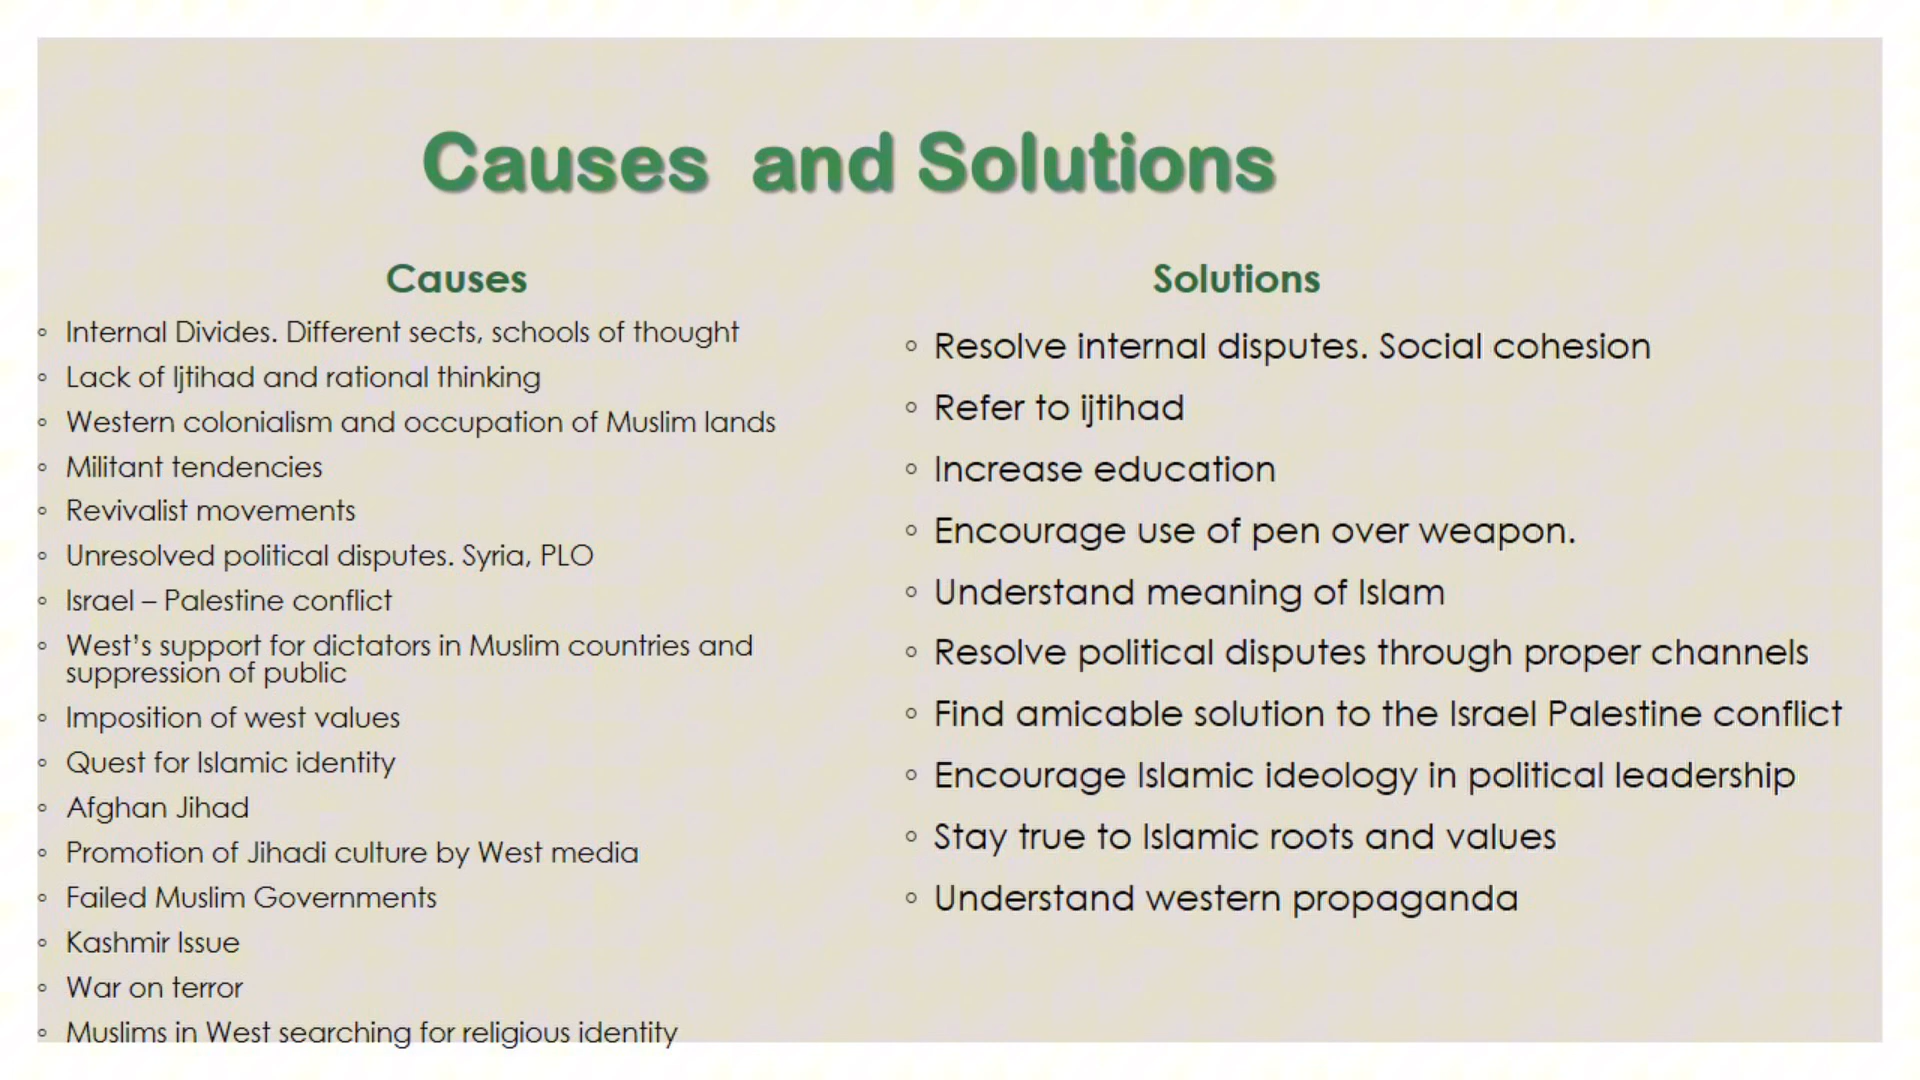 Causes and Solutions
Causes
◦ Internal Divides. Different sects, schools of thought
◦ Lack of Ijtihad and rational thinking
◦ Western colonialism and occupation of Muslim lands
◦ Militant tendencies
◦ Revivalist movements
◦ Unresolved political disputes. Syria, PLO
◦ Israel – Palestine conflict
◦ West’s support for dictators in Muslim countries and
suppression of public
◦ Imposition of west values
◦ Quest for Islamic identity
◦ Afghan Jihad
◦ Promotion of Jihadi culture by West media
◦ Failed Muslim Governments
◦ Kashmir Issue
◦ War on terror
◦ Muslims in West searching for religious identity
Solutions
◦ Resolve internal disputes. Social cohesion
◦ Refer to ijtihad
◦ Increase education
◦ Encourage use of pen over weapon.
◦ Understand meaning of Islam
◦ Resolve political disputes through proper channels
◦ Find amicable solution to the Israel Palestine conflict
◦ Encourage Islamic ideology in political leadership
◦ Stay true to Islamic roots and values
◦ Understand western propaganda